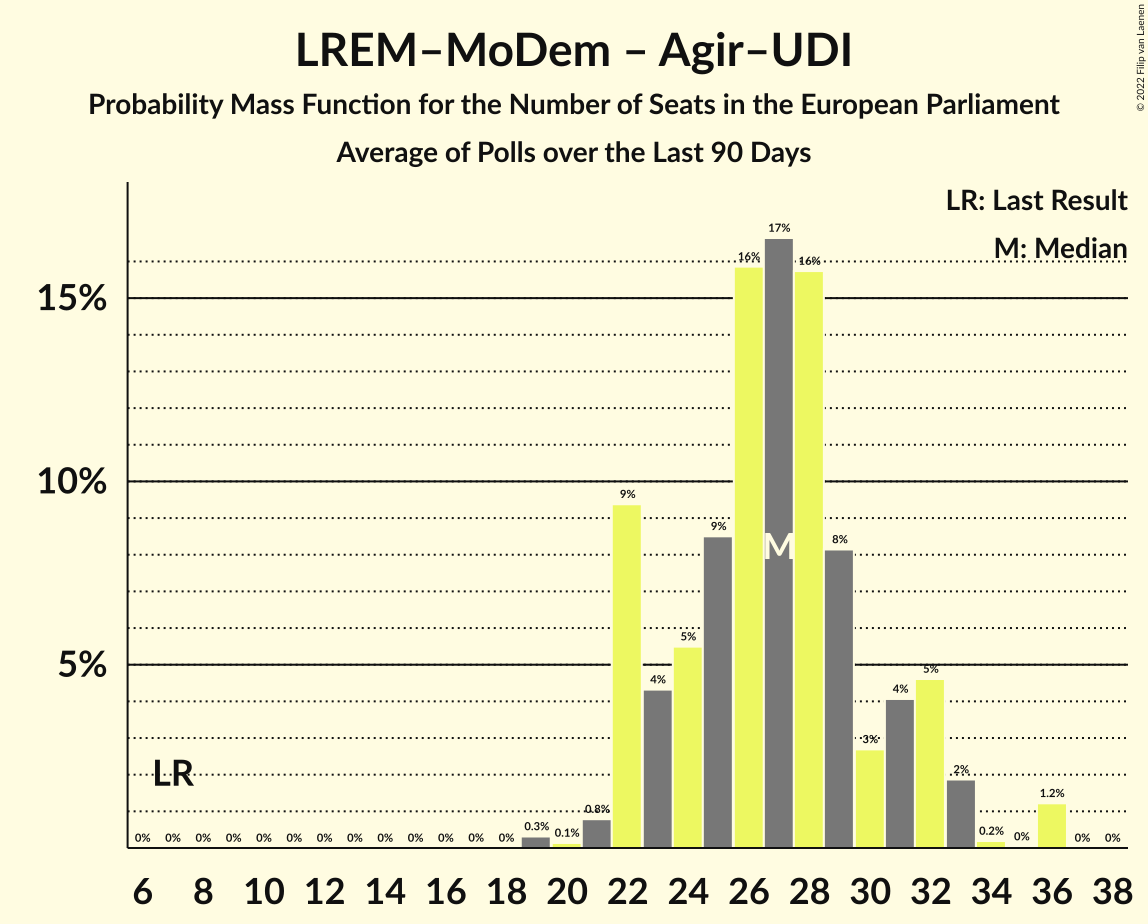 LREM–MoDem – Agir–UDI
Probability Mass Function for the Number of Seats in the European Parliament
Average of Polls over the Last 90 Days
© 2022 Filip van Laenen
LR: Last Result
M: Median
17%
16%
16%
15%
10%
9%
9%
8%
M
5%
5%
4%
5%
4%
3%
LR
2%
1.2%
0.8%
0.3%
0.1%
0.2%
0%
0% 0% 0% 0% 0% 0% 0% 0% 0% 0% 0% 0% 0% 0% 0%
6 8 10 12 14 16 18 20 22 24 26 28 30 32 34 36 38